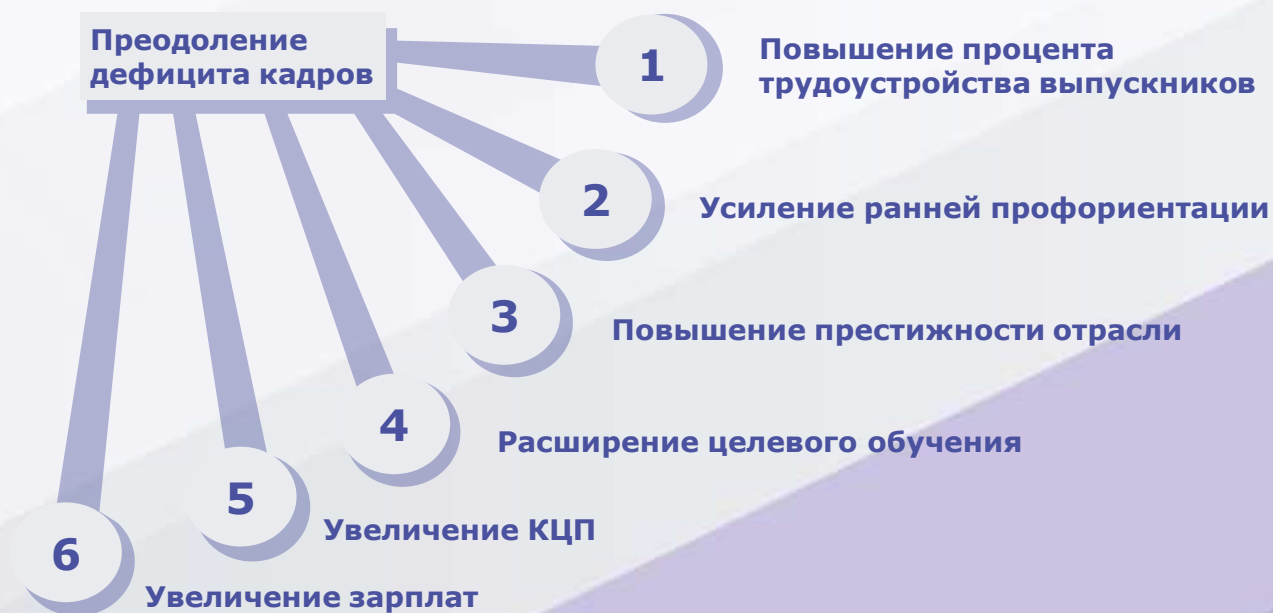 Преодоление
дефицита кадров
1
Повышение процента
трудоустройства выпускников
2
Усиление ранней профориентации
3
Повышение престижности отрасли
4
Расширение целевого обучения
5
Увеличение КЦП
6
Увеличение зарплат